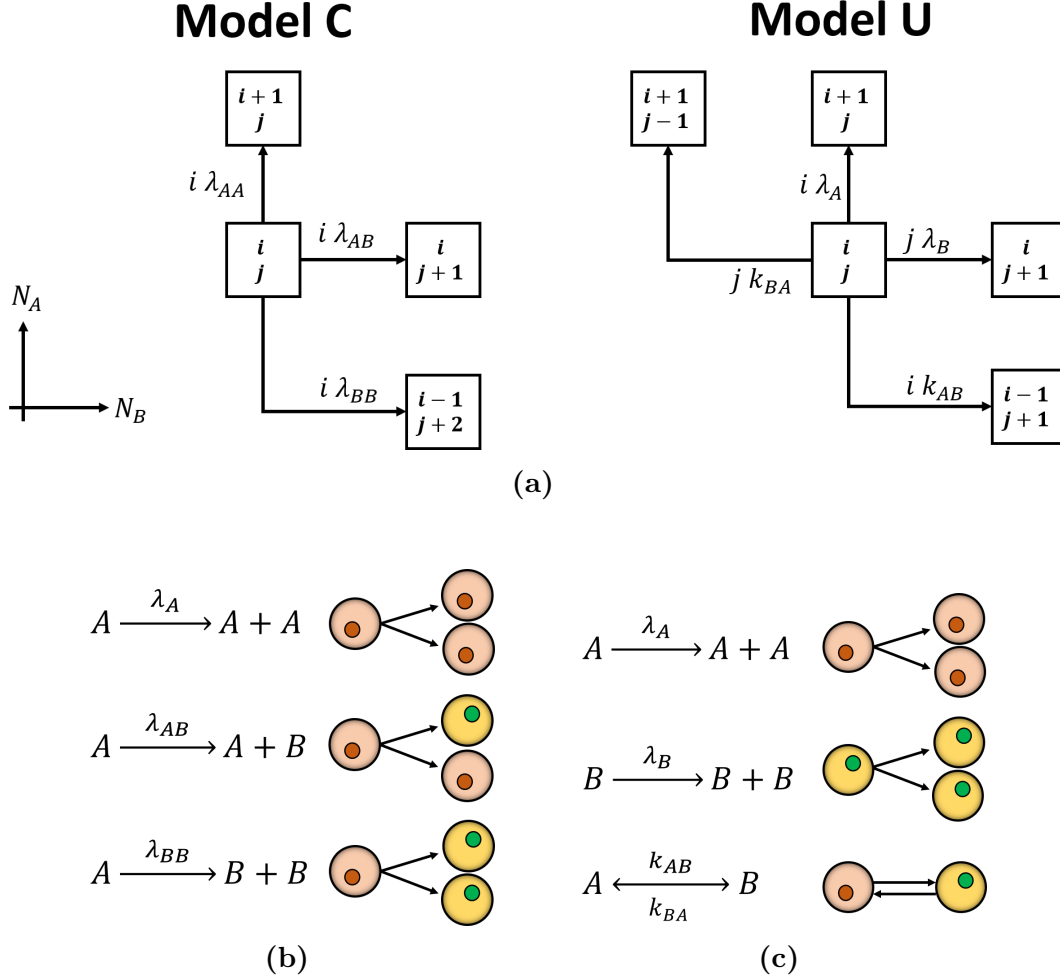 Model C
i + 1
j
i λ_AA
i
j
i λ_AB
i
j + 1
i λ_BB
i − 1
j + 2
N_A
N_B
Model U
i + 1
j − 1
i + 1
j
i λ_A
i
j
j λ_B
i
j + 1
j k_BA
i k_AB
i − 1
j + 1
(a)
λ_A
A ⟶ A + A
λ_AB
A ⟶ A + B
λ_BB
A ⟶ B + B
(b)
λ_A
A ⟶ A + A
λ_B
B ⟶ B + B
k_AB
A ⟷ B
k_BA
(c)